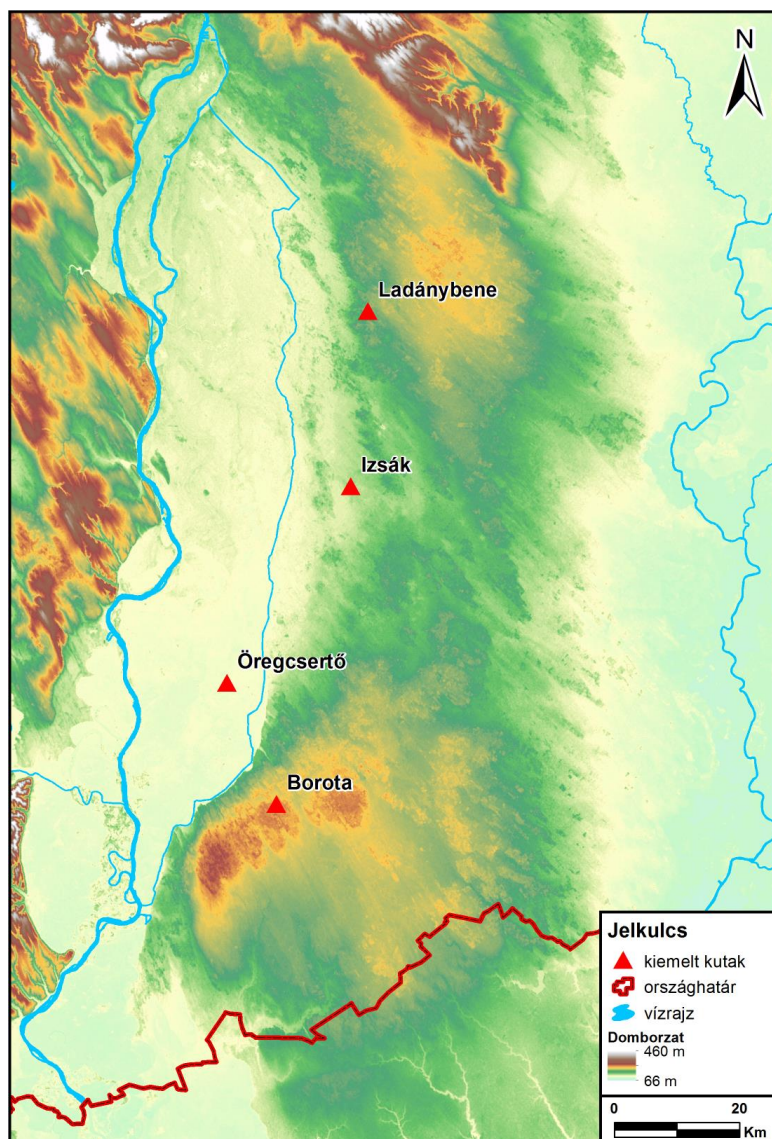 N
Ladánybene
Izsák
Öregcsertő
Borota
Jelkulcs
kiemelt kutak
országhatár
vízrajz
Domborzat
460 m
66 m
0 20
Km